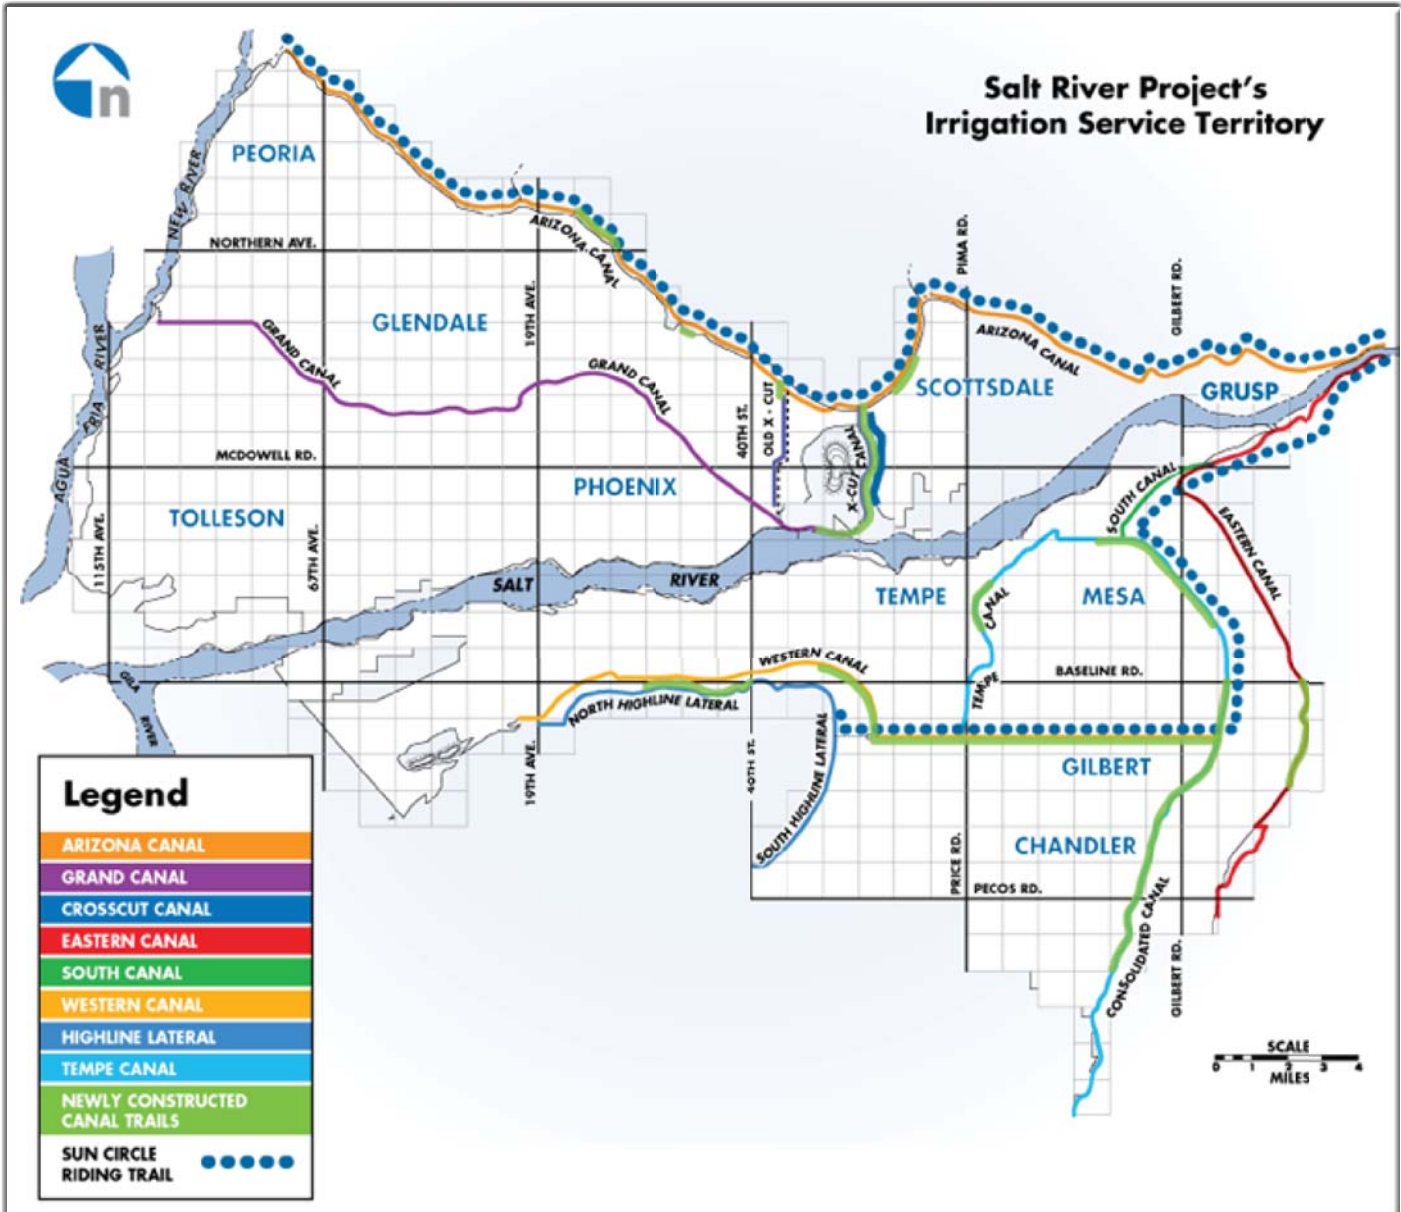 n
Salt River Project's
Irrigation Service Territory
PEORIA
NEW RIVER
NORTHERN AVE.
ARIZONA CANAL
PIMA RD.
GILBERT RD.
19TH AVE.
GLENDALE
GRAND CANAL
GRAND CANAL
ARIZONA CANAL
SCOTTSDALE
GRUSP
AGUA FRIA RIVER
40TH ST.
OLD X-CUT
X-CUT CANAL
MCDOWELL RD.
PHOENIX
SOUTH CANAL
EASTERN CANAL
TOLLESON
115TH AVE.
67TH AVE.
SALT RIVER
TEMPE
MESA
TEMPE CANAL
BASELINE RD.
WESTERN CANAL
NORTH HIGHLINE LATERAL
GILA RIVER
19TH AVE.
40TH ST.
SOUTH HIGHLINE LATERAL
GILBERT
CHANDLER
PRICE RD.
PECOS RD.
CONSOLIDATED CANAL
GILBERT RD.
SCALE
0 1 2 3 4
MILES
Legend
ARIZONA CANAL
GRAND CANAL
CROSSCUT CANAL
EASTERN CANAL
SOUTH CANAL
WESTERN CANAL
HIGHLINE LATERAL
TEMPE CANAL
NEWLY CONSTRUCTED
CANAL TRAILS
SUN CIRCLE
RIDING TRAIL